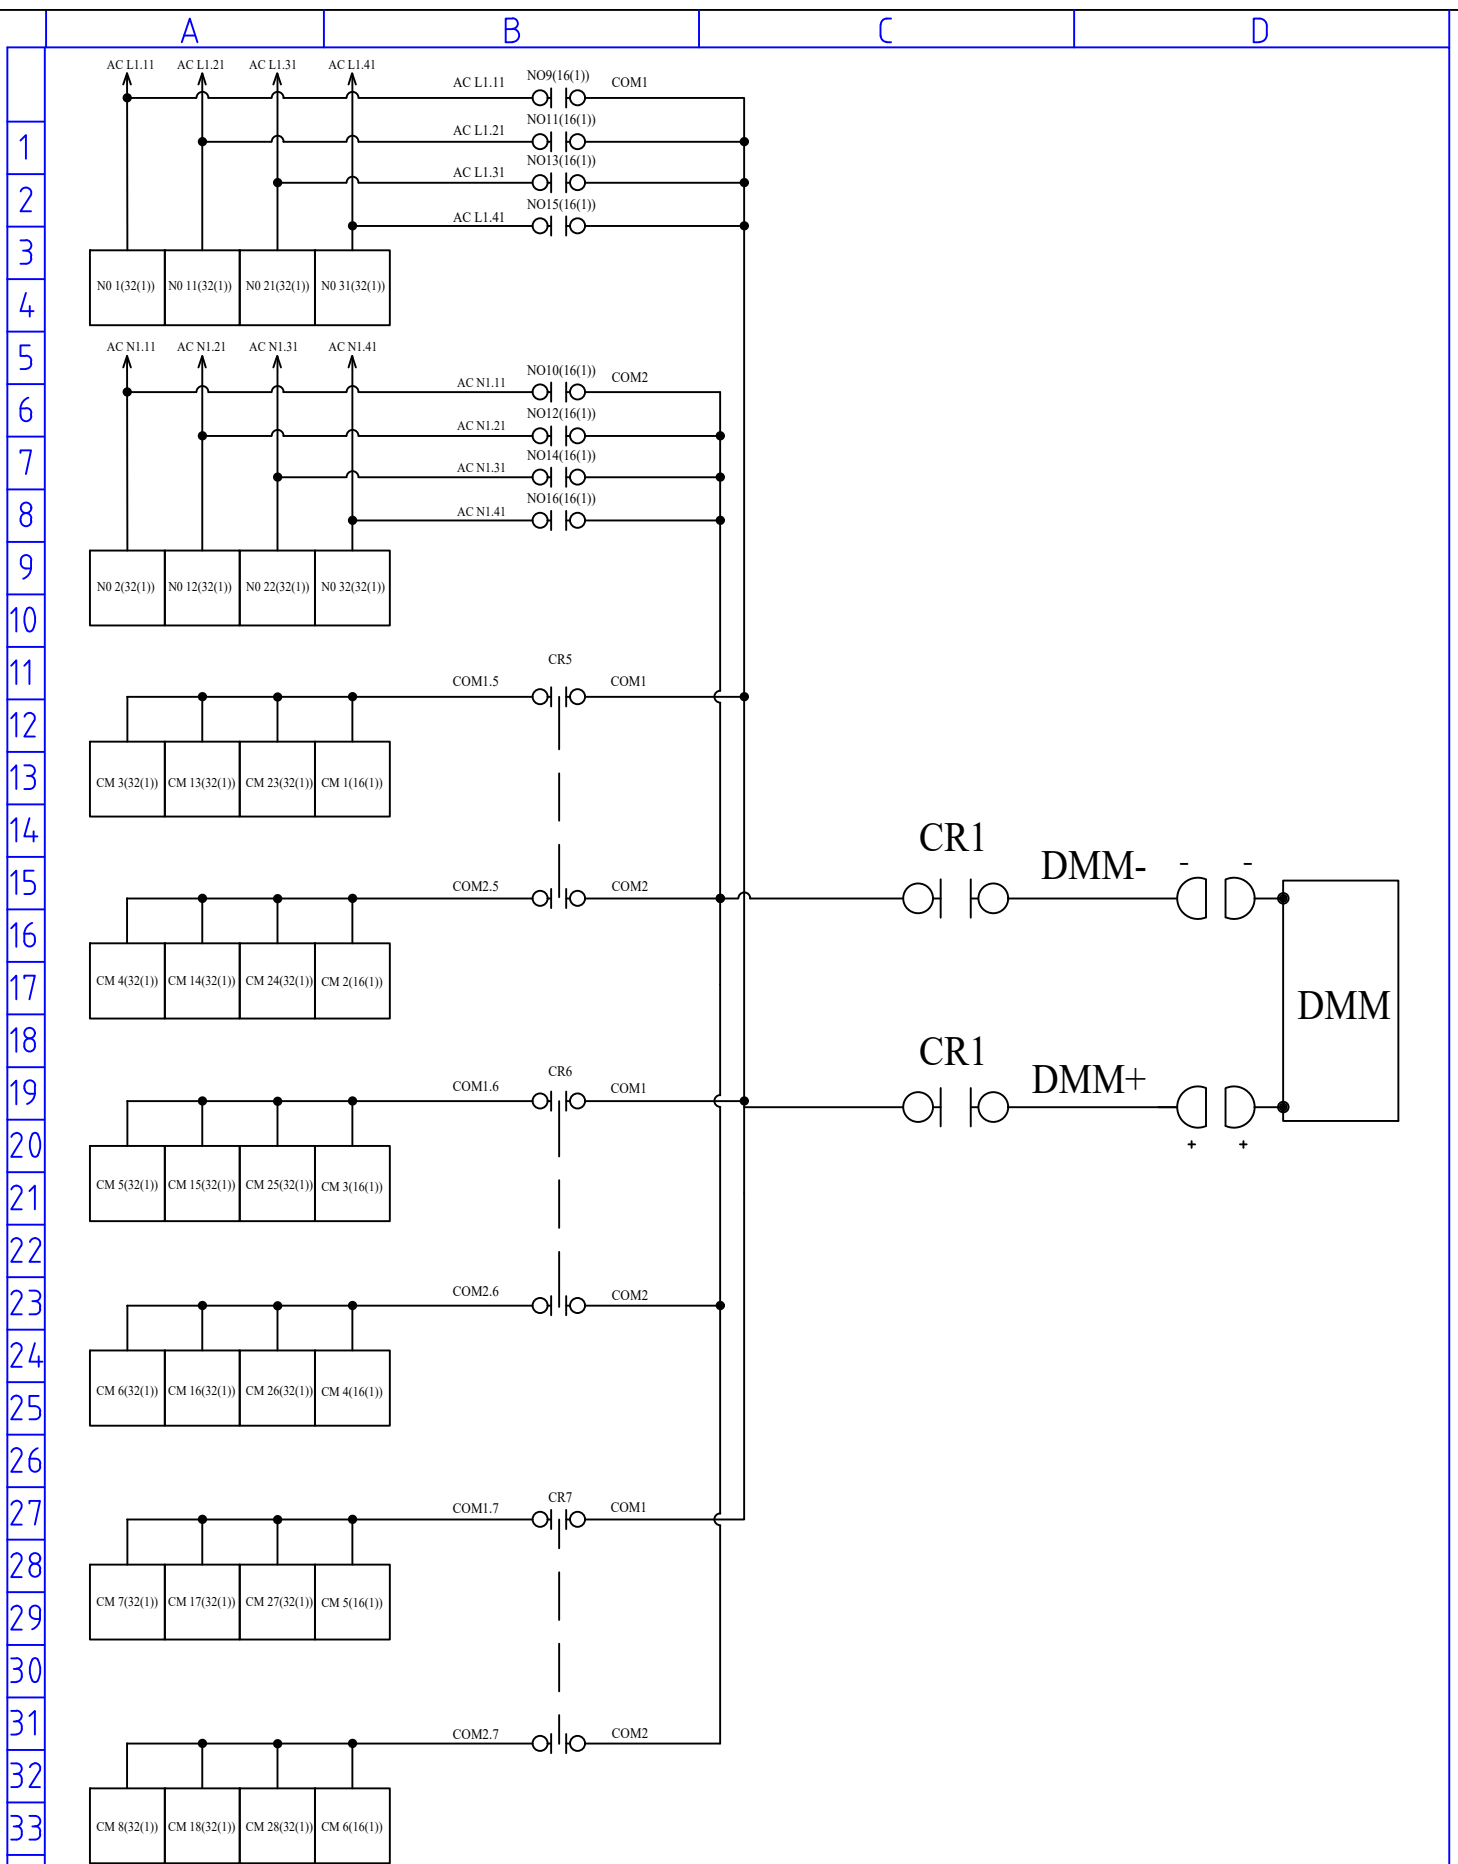 A B C D
AC L1.11 AC L1.21 AC L1.31 AC L1.41
AC L1.11 NO9(16(1)) COM1
AC L1.21 NO11(16(1))
1
AC L1.31 NO13(16(1))
2
AC L1.41 NO15(16(1))
3
N0 1(32(1)) N0 11(32(1)) N0 21(32(1)) N0 31(32(1))
4
AC N1.11 AC N1.21 AC N1.31 AC N1.41
5
AC N1.11 NO10(16(1)) COM2
6
AC N1.21 NO12(16(1))
7
AC N1.31 NO14(16(1))
AC N1.41 NO16(16(1))
8
9
N0 2(32(1)) N0 12(32(1)) N0 22(32(1)) N0 32(32(1))
10
CR5
11
COM1.5 COM1
12
13
CM 3(32(1)) CM 13(32(1)) CM 23(32(1)) CM 1(16(1))
14
CR1
DMM- - -
15
COM2.5 COM2
16
17
CM 4(32(1)) CM 14(32(1)) CM 24(32(1)) CM 2(16(1))
DMM
18
CR1
CR6
19
COM1.6 COM1
DMM+
20
+ +
21
CM 5(32(1)) CM 15(32(1)) CM 25(32(1)) CM 3(16(1))
22
23
COM2.6 COM2
24
25
CM 6(32(1)) CM 16(32(1)) CM 26(32(1)) CM 4(16(1))
26
CR7
27
COM1.7 COM1
28
29
CM 7(32(1)) CM 17(32(1)) CM 27(32(1)) CM 5(16(1))
30
31
COM2.7 COM2
32
33
CM 8(32(1)) CM 18(32(1)) CM 28(32(1)) CM 6(16(1))